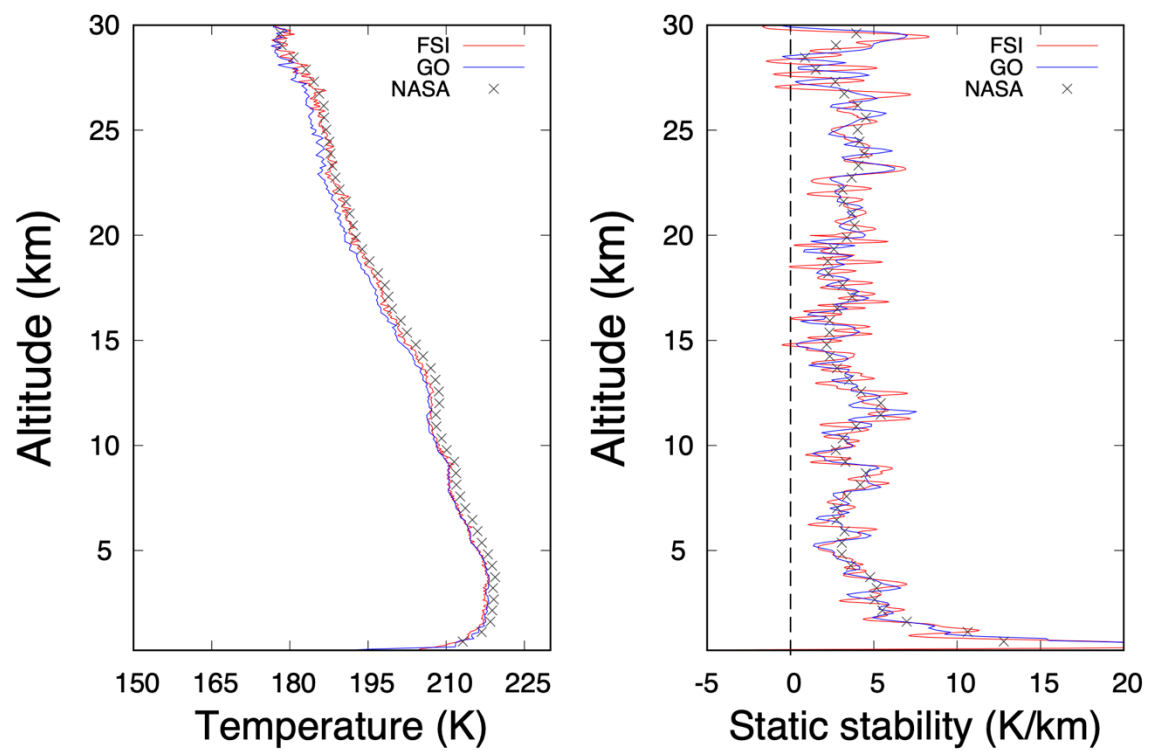 30
25
20
15
10
5
150 165 180 195 210 225
Altitude (km)
Temperature (K)
FSI
GO
NASA
30
25
20
15
10
5
-5 0 5 10 15 20
Altitude (km)
Static stability (K/km)
FSI
GO
NASA